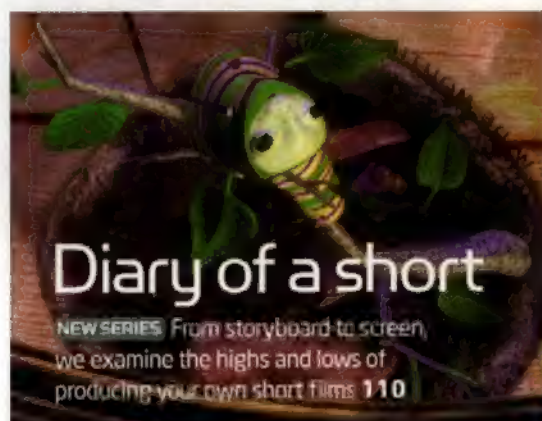 Diary of a short
NEW SERIES From storyboard to screen,
we examine the highs and lows of
producing your own short films 110